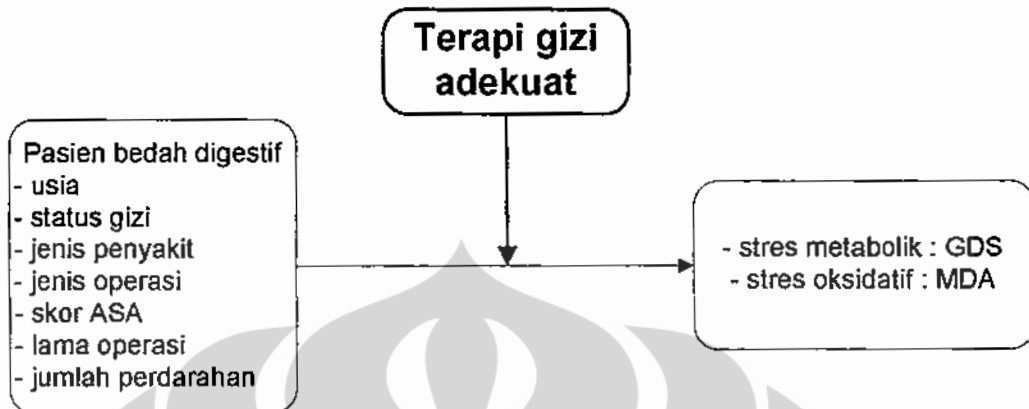 Terapi gizi
adekuat
Pasien bedah digestif
- usia
- status gizi
- jenis penyakit
- jenis operasi
- skor ASA
- lama operasi
- jumlah perdarahan
- stres metabolik : GDS
- stres oksidatif : MDA